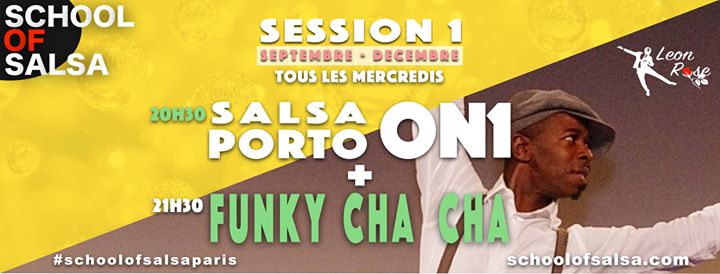 SCHOOL
OF
SALSA
SESSION 1
SEPTEMBRE - DECEMBRE
TOUS LES MERCREDIS
Leon
Rose
20H30 SALSA
PORTO ON1
+
21H30 FUNKY CHA CHA
#schoolofsalsaparis
schoolofsalsa.com